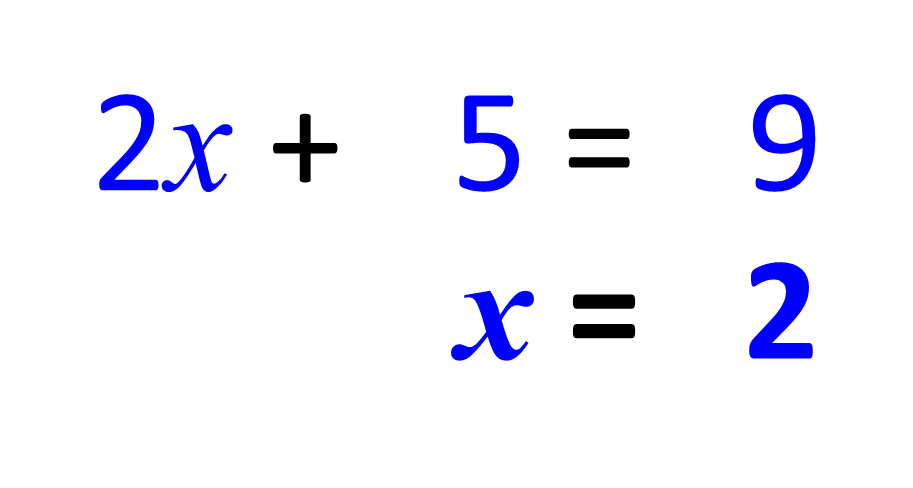 2x + 5 = 9
x = 2